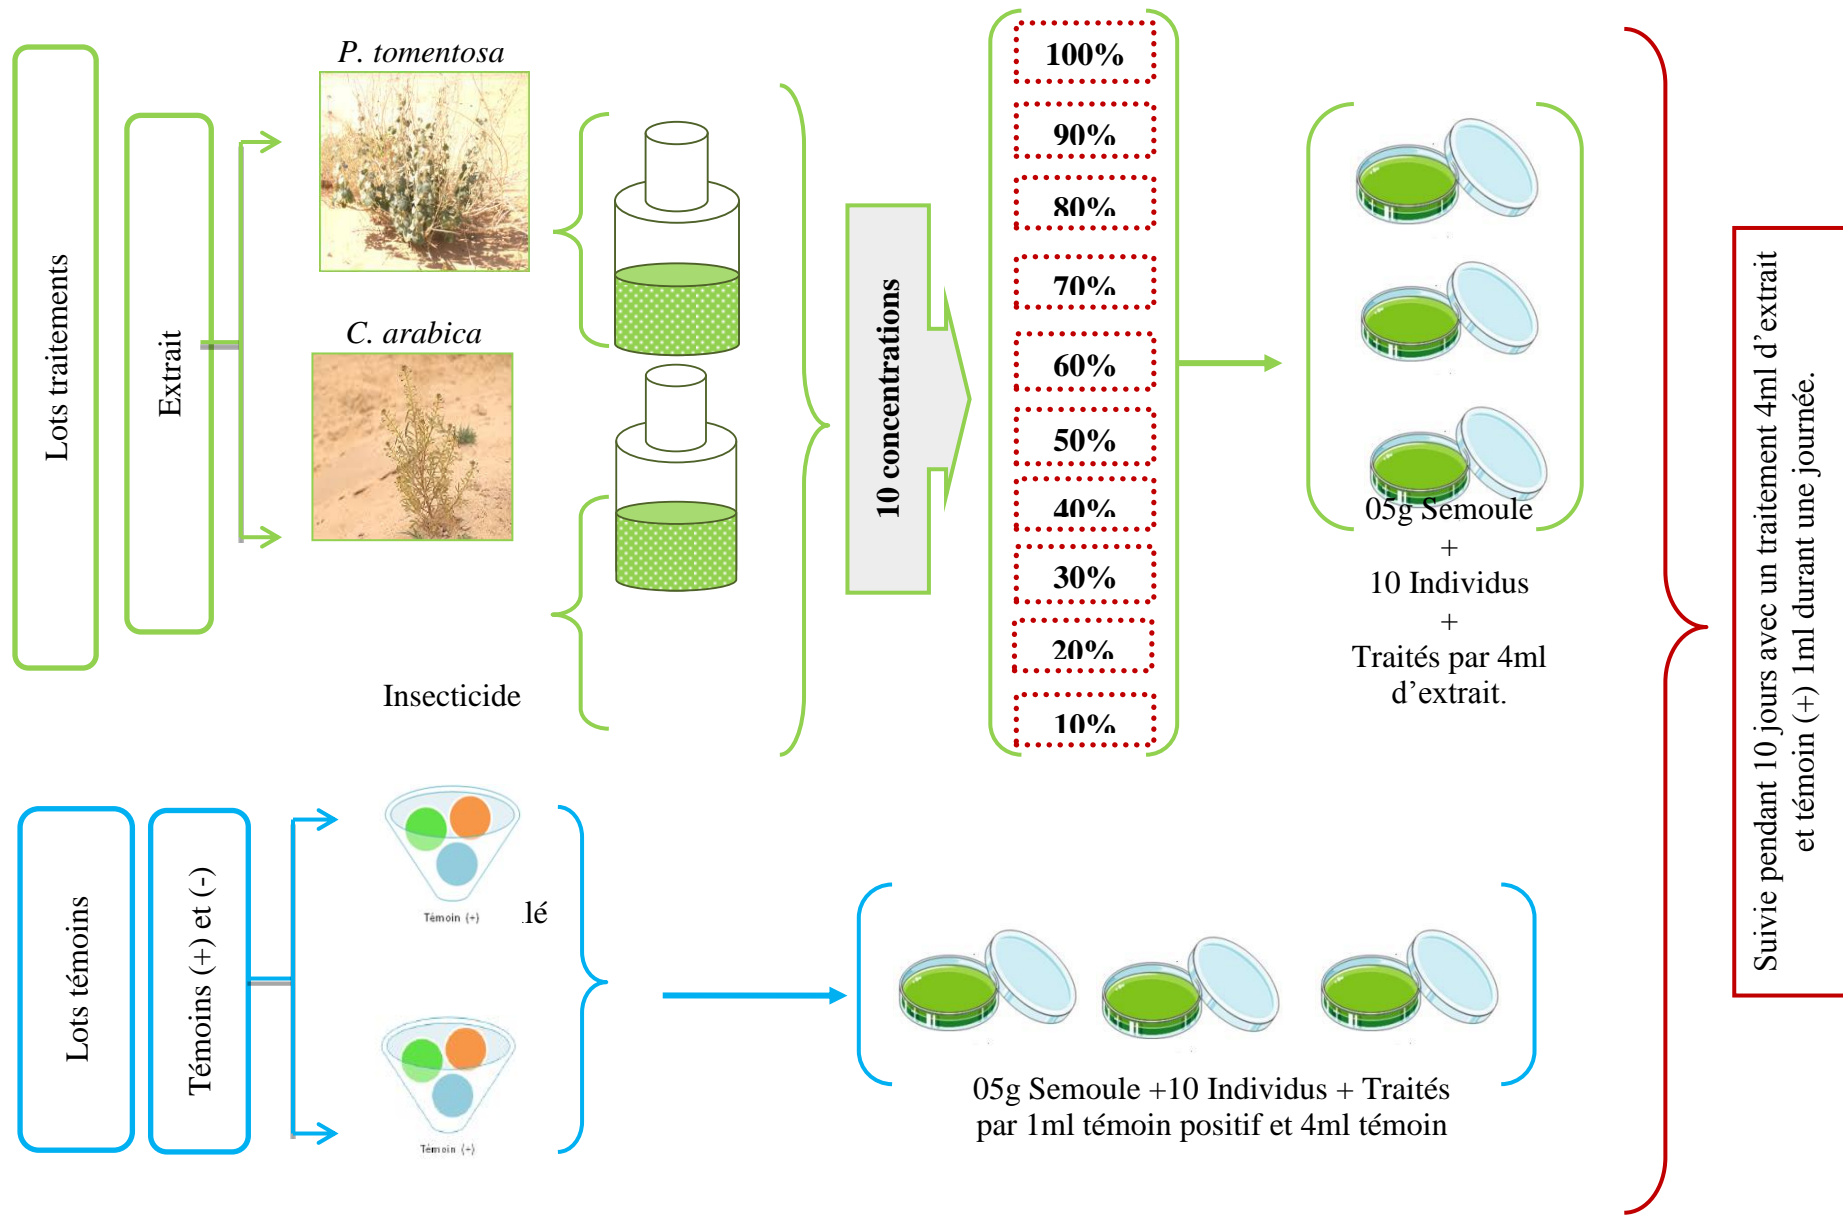 Lots traitements
Extrait
P. tomentosa
C. arabica
Insecticide
10 concentrations
100%
90%
80%
70%
60%
50%
40%
30%
20%
10%
05g Semoule
+
10 Individus
+
Traités par 4ml
d’extrait.
Lots témoins
Témoins (+) et (-)
Témoin (+)
lé
Témoin (+)
05g Semoule +10 Individus + Traités
par 1ml témoin positif et 4ml témoin
Suivie pendant 10 jours avec un traitement 4ml d’extrait
et témoin (+) 1ml durant une journée.